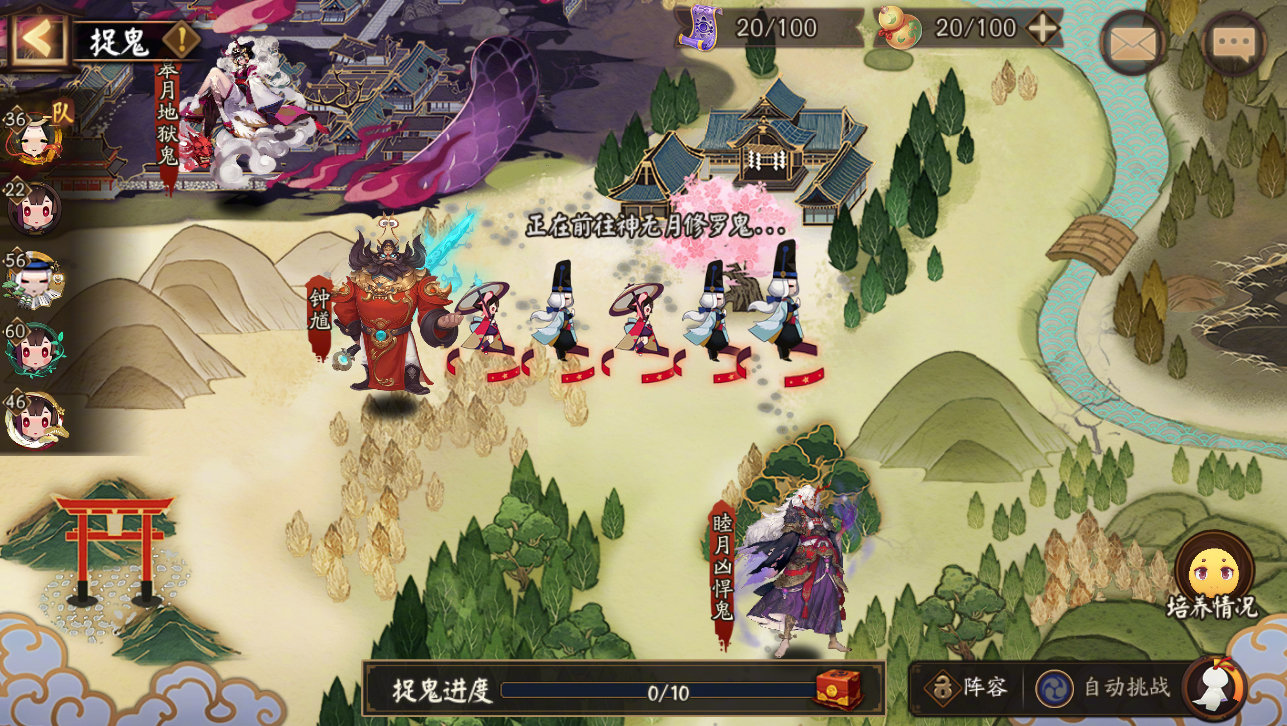 捉鬼
20/100
20/100
36
队
22
56
60
46
月地狱鬼
正在前往神无月修罗鬼...
钟馗
睦月凶悍鬼
培养情况
捉鬼进度
0/10
阵容
自动挑战